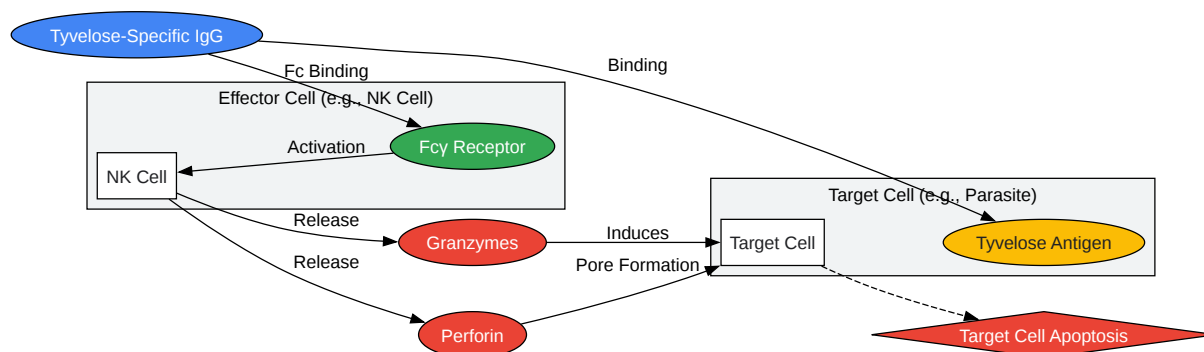 Tyvelose-Specific IgG
Fc Binding
Binding
Effector Cell (e.g., NK Cell)
Activation
Fcγ Receptor
NK Cell
Target Cell (e.g., Parasite)
Release
Granzymes
Induces
Target Cell
Tyvelose Antigen
Release
Pore Formation
Perforin
Target Cell Apoptosis